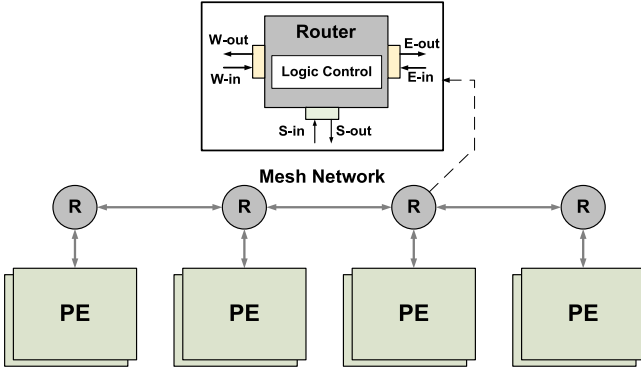 Router
W-out
E-out
Logic Control
W-in
E-in
S-in
S-out
Mesh Network
R
R
R
R
PE
PE
PE
PE